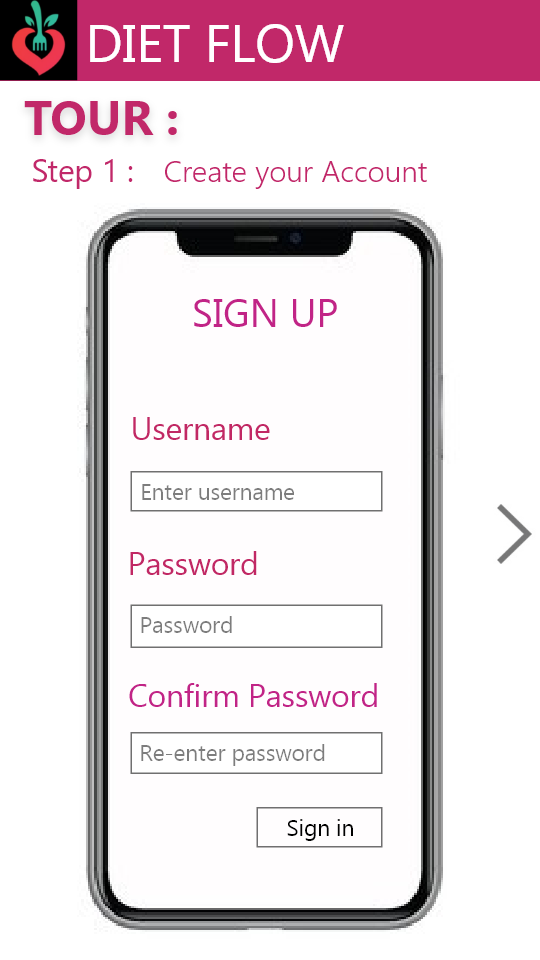 DIET FLOW
TOUR :
Step 1 : Create your Account
SIGN UP
Username
Enter username
Password
Password
Confirm Password
Re-enter password
Sign in